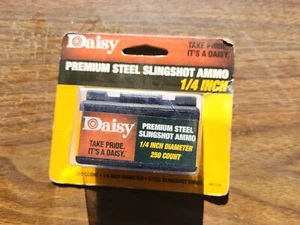 Daisy
TAKE PRIDE.
IT'S A DAISY.
PREMIUM STEEL SLINGSHOT AMMO
1/4 INCH
Daisy
TAKE PRIDE.
IT'S A DAISY.
PREMIUM STEEL
SLINGSHOT AMMO
1/4 INCH DIAMETER
250 COUNT